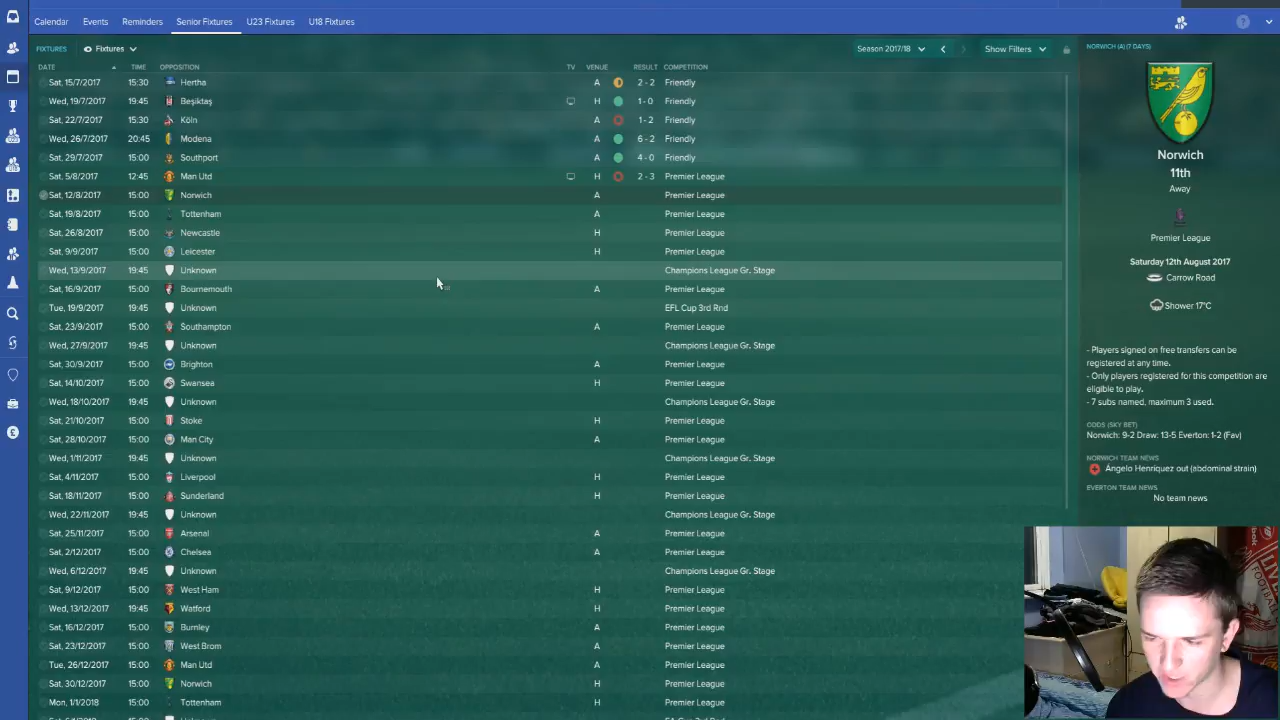 Calendar Events Reminders Senior Fixtures U23 Fixtures U18 Fixtures
FIXTURES Fixtures Season 2017/18 Show Filters
DATE TIME OPPOSITION TV VENUE RESULT COMPETITION
Sat, 15/7/2017 15:30 Hertha A 2 - 2 Friendly
Wed, 19/7/2017 19:45 Beşiktaş H 1 - 0 Friendly
Sat, 22/7/2017 15:30 Köln A 1 - 2 Friendly
Wed, 26/7/2017 20:45 Modena A 6 - 2 Friendly
Sat, 29/7/2017 15:00 Southport A 4 - 0 Friendly
Sat, 5/8/2017 12:45 Man Utd H 2 - 3 Premier League
Sat, 12/8/2017 15:00 Norwich A Premier League
Sat, 19/8/2017 15:00 Tottenham A Premier League
Sat, 26/8/2017 15:00 Newcastle H Premier League
Sat, 9/9/2017 15:00 Leicester H Premier League
Wed, 13/9/2017 19:45 Unknown Champions League Gr. Stage
Sat, 16/9/2017 15:00 Bournemouth A Premier League
Tue, 19/9/2017 19:45 Unknown EFL Cup 3rd Rnd
Sat, 23/9/2017 15:00 Southampton A Premier League
Wed, 27/9/2017 19:45 Unknown Champions League Gr. Stage
Sat, 30/9/2017 15:00 Brighton A Premier League
Sat, 14/10/2017 15:00 Swansea H Premier League
Wed, 18/10/2017 19:45 Unknown Champions League Gr. Stage
Sat, 21/10/2017 15:00 Stoke H Premier League
Sat, 28/10/2017 15:00 Man City A Premier League
Wed, 1/11/2017 19:45 Unknown Champions League Gr. Stage
Sat, 4/11/2017 15:00 Liverpool H Premier League
Sat, 18/11/2017 15:00 Sunderland H Premier League
Wed, 22/11/2017 19:45 Unknown Champions League Gr. Stage
Sat, 25/11/2017 15:00 Arsenal A Premier League
Sat, 2/12/2017 15:00 Chelsea A Premier League
Wed, 6/12/2017 19:45 Unknown Champions League Gr. Stage
Sat, 9/12/2017 15:00 West Ham H Premier League
Wed, 13/12/2017 19:45 Watford H Premier League
Sat, 16/12/2017 15:00 Burnley A Premier League
Sat, 23/12/2017 15:00 West Brom A Premier League
Tue, 26/12/2017 15:00 Man Utd A Premier League
Sat, 30/12/2017 15:00 Norwich H Premier League
Mon, 1/1/2018 15:00 Tottenham H Premier League
NORWICH (A) (7 DAYS)
Norwich
11th
Away
Premier League
Saturday 12th August 2017
Carrow Road
Shower 17°C
- Players signed on free transfers can be
registered at any time.
- Only players registered for this competition are
eligible to play.
- 7 subs named, maximum 3 used.
ODDS (SKY BET)
Norwich: 9-2 Draw: 13-5 Everton: 1-2 (Fav)
NORWICH TEAM NEWS
Ángelo Henríquez out (abdominal strain)
EVERTON TEAM NEWS
No team news